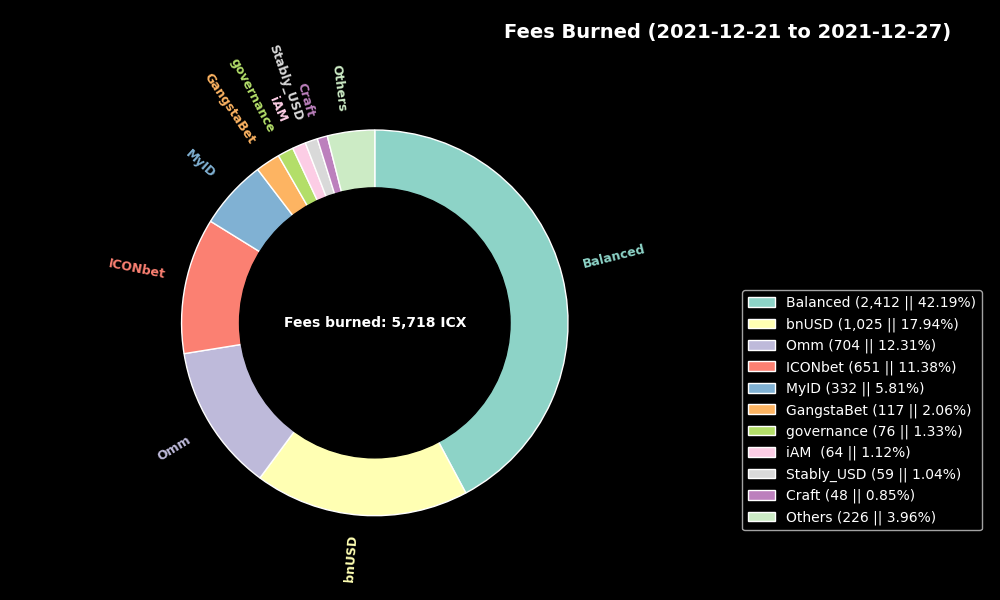 Fees Burned (2021-12-21 to 2021-12-27)
Others
Craft
Stably_USD
iAM
governance
GangstaBet
MyID
ICONbet
Omm
bnUSD
Balanced
Fees burned: 5,718 ICX
Balanced (2,412 || 42.19%)
bnUSD (1,025 || 17.94%)
Omm (704 || 12.31%)
ICONbet (651 || 11.38%)
MyID (332 || 5.81%)
GangstaBet (117 || 2.06%)
governance (76 || 1.33%)
iAM  (64 || 1.12%)
Stably_USD (59 || 1.04%)
Craft (48 || 0.85%)
Others (226 || 3.96%)